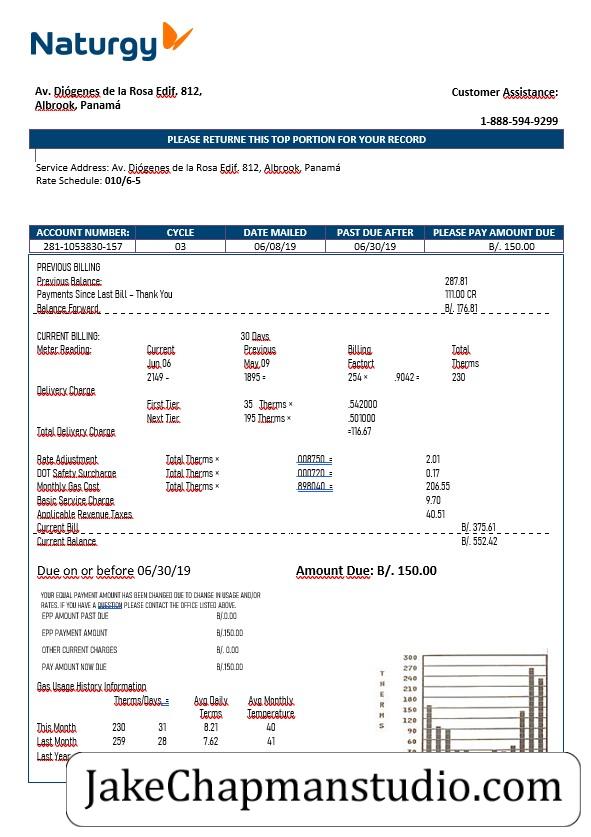 Naturgy
Av. Diógenes de la Rosa Edif. 812,
Albrook, Panamá
Customer Assistance:
1-888-594-9299
PLEASE RETURNE THIS TOP PORTION FOR YOUR RECORD
Service Address: Av. Diógenes de la Rosa Edif. 812, Albrook, Panamá
Rate Schedule: 010/6-5
ACCOUNT NUMBER: CYCLE DATE MAILED PAST DUE AFTER PLEASE PAY AMOUNT DUE
281-1053830-157 03 06/08/19 06/30/19 B/. 150.00
PREVIOUS BILLING
Previous Balance: 287.81
Payments Since Last Bill – Thank You 111.00 CR
Balance Forward B/. 176.81
CURRENT BILLING: 30 Days
Meter Reading: Current Previous Billing Total
Jun 06 May 09 Factort Therms
2149 – 1895 = 254 × .9042 = 230
Delivery Charge
First Tier 35 Therms × .542000
Next Tier 195 Therms × .501000
Total Delivery Charge =116.67
Rate Adjustment Total Therms × 008750 = 2.01
DOT Safety Surcharge Total Therms × 000720 = 0.17
Monthly Gas Cost Total Therms × 898040 = 206.55
Basic Service Charge 9.70
Applicable Revenue Taxes 40.51
Current Bill B/. 375.61
Current Balance B/. 552.42
Due on or before 06/30/19 Amount Due: B/. 150.00
YOUR EQUAL PAYMENT AMOUNT HAS BEEN CHANGED DUE TO CHANGE IN USAGE AND/OR
RATES. IF YOU HAVE A QUESTION PLEASE CONTACT THE OFFICE LISTED ABOVE.
EPP AMOUNT PAST DUE B/.0.00
EPP PAYMENT AMOUNT B/.150.00
OTHER CURRENT CHARGES B/. 0.00
PAY AMOUNT NOW DUE B/.150.00
Gas Usage History Information
Therms/Days = Avg Daily Avg Monthly
Terms Temperature
This Month 230 31 8.21 40
Last Month 259 28 7.62 41
Last Year
THERMS
300
270
240
210
180
150
120
90
60
JakeChapmanstudio.com